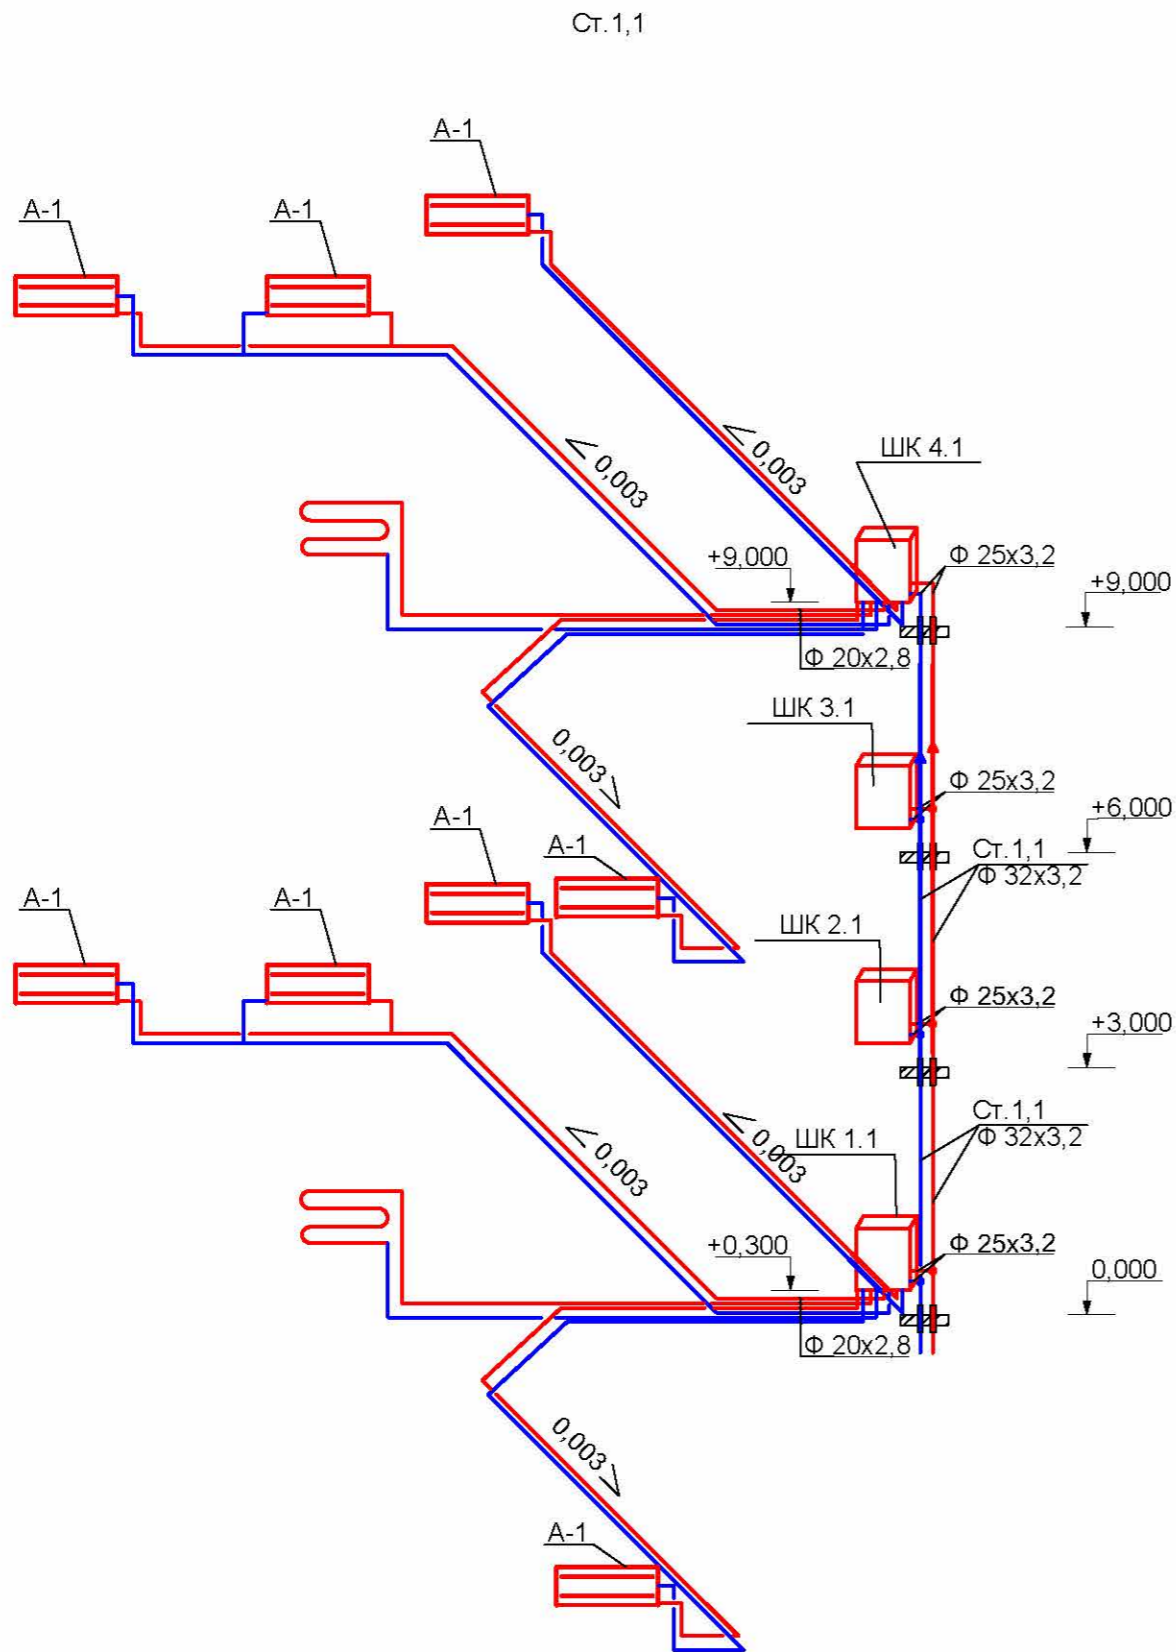 Ст.1,1
А-1
А-1
А-1
0,003
0,003
ШК 4.1
+9,000
Ф 25х3,2
+9,000
Ф 20х2,8
ШК 3.1
0,003
Ф 25х3,2
+6,000
А-1
А-1
Ст.1,1
Ф 32х3,2
А-1
А-1
ШК 2.1
Ф 25х3,2
+3,000
Ст.1,1
Ф 32х3,2
ШК 1.1
0,003
0,003
+0,300
Ф 25х3,2
0,000
Ф 20х2,8
0,003
А-1